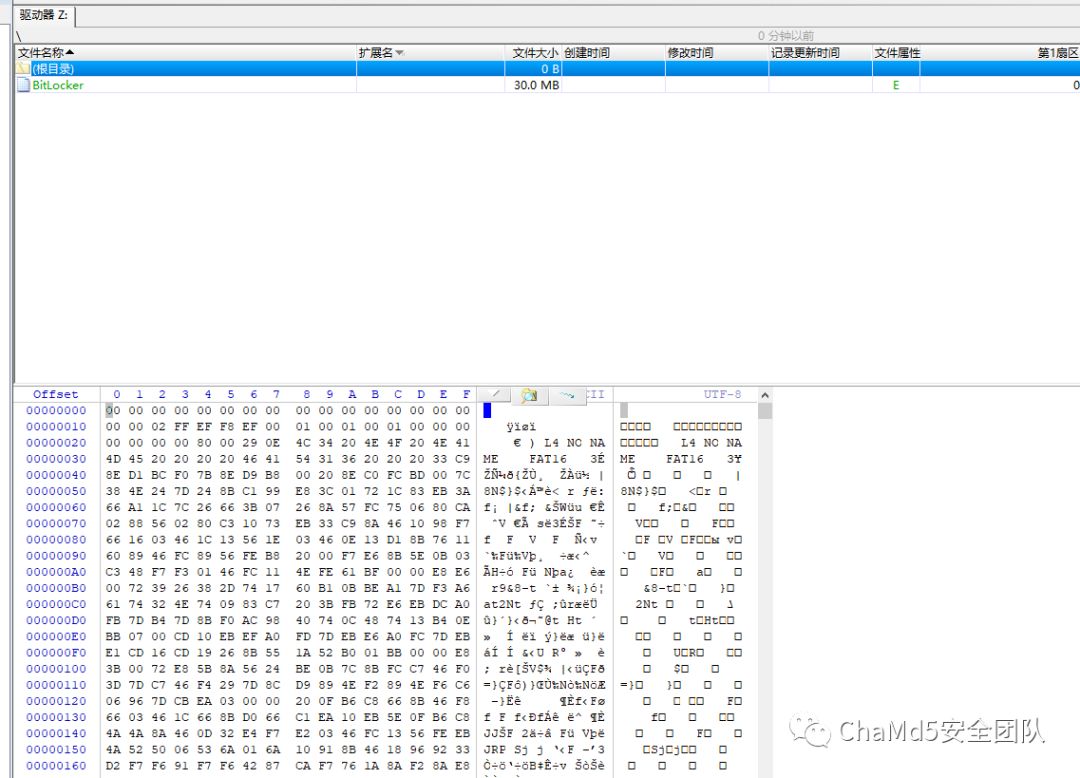 驱动器 Z:
\ 0 分钟以前
文件名称 扩展名 文件大小 创建时间 修改时间 记录更新时间 文件属性 第1扇区
(根目录) 0 B
BitLocker 30.0 MB E 0
Offset 0 1 2 3 4 5 6 7 8 9 A B C D E F CII UTF-8
00000000 00 00 00 00 00 00 00 00 00 00 00 00 00 00 00 00
00000010 00 00 02 FF EF F8 EF 00 01 00 01 00 01 00 00 00 ÿïøï
00000020 00 00 00 00 80 00 29 0E 4C 34 20 4E 4F 20 4E 41 € ) L4 NO NA L4 NO NA
00000030 4D 45 20 20 20 20 46 41 54 31 36 20 20 20 33 C9 ME FAT16 3É ME FAT16
00000040 8E D1 BC F0 7B 8E D9 B8 00 20 8E C0 FC BD 00 7C
00000050 38 4E 24 7D 24 8B C1 99 E8 3C 01 72 1C 83 EB 3A
00000060 66 A1 1C 7C 26 66 3B 07 26 8A 57 FC 75 06 80 CA
00000070 02 88 56 02 80 C3 10 73 EB 33 C9 8A 46 10 98 F7
00000080 66 16 03 46 1C 13 56 1E 03 46 0E 13 D1 8B 76 11
00000090 60 89 46 FC 89 56 FE B8 20 00 F7 E6 8B 5E 0B 03
000000A0 C3 48 F7 F3 01 46 FC 11 4E FE 61 BF 00 00 E8 E6
000000B0 00 72 39 26 38 2D 74 17 60 B1 0B BE A1 7D F3 A6
000000C0 61 74 32 4E 74 09 83 C7 20 3B FB 72 E6 EB DC A0
000000D0 FB 7D B4 7D 8B F0 AC 98 40 74 0C 48 74 13 B4 0E
000000E0 BB 07 00 CD 10 EB EF A0 FD 7D EB E6 A0 FC 7D EB
000000F0 E1 CD 16 CD 19 26 8B 55 1A 52 B0 01 BB 00 00 E8
00000100 3B 00 72 E8 5B 8A 56 24 BE 0B 7C 8B FC C7 46 F0
00000110 3D 7D C7 46 F4 29 7D 8C D9 89 4E F2 89 4E F6 C6
00000120 06 96 7D CB EA 03 00 00 20 0F B6 C8 66 8B 46 F8
00000130 66 03 46 1C 66 8B D0 66 C1 EA 10 EB 5E 0F B6 C8
00000140 4A 4A 8A 46 0D 32 E4 F7 E2 03 46 FC 13 56 FE EB
00000150 4A 52 50 06 53 6A 01 6A 10 91 8B 46 18 96 92 33
00000160 D2 F7 F6 91 F7 F6 42 87 CA F7 76 1A 8A F2 8A E8
ChaMd5安全团队